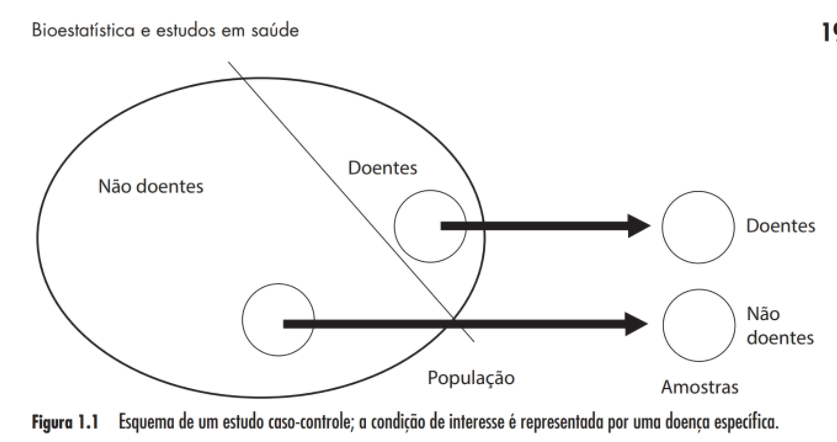 Bioestatística e estudos em saúde
19
Não doentes
Doentes
Doentes
Não
doentes
População
Amostras
Figura 1.1 Esquema de um estudo caso-controle; a condição de interesse é representada por uma doença específica.